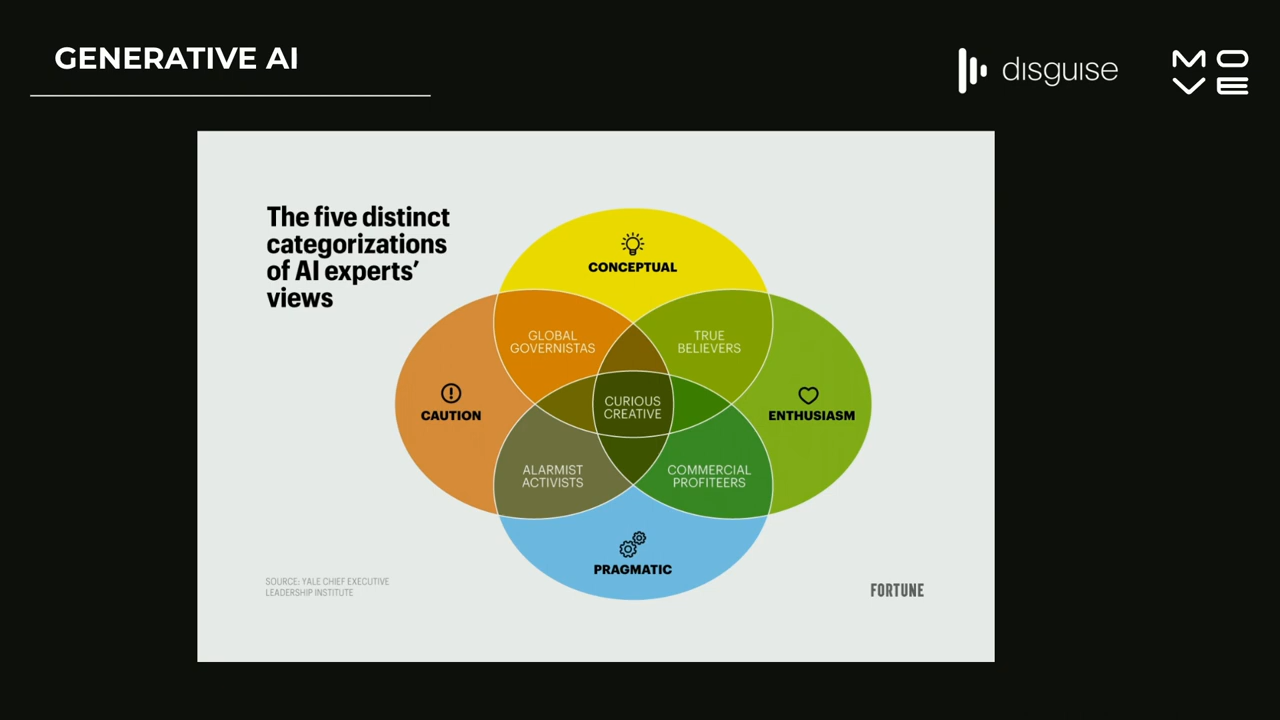 GENERATIVE AI
disguise
MOVE
The five distinct
categorizations
of AI experts’
views
CONCEPTUAL
GLOBAL
GOVERNISTAS
TRUE
BELIEVERS
CAUTION
CURIOUS
CREATIVE
ENTHUSIASM
ALARMIST
ACTIVISTS
COMMERCIAL
PROFITEERS
PRAGMATIC
SOURCE: YALE CHIEF EXECUTIVE
LEADERSHIP INSTITUTE
FORTUNE